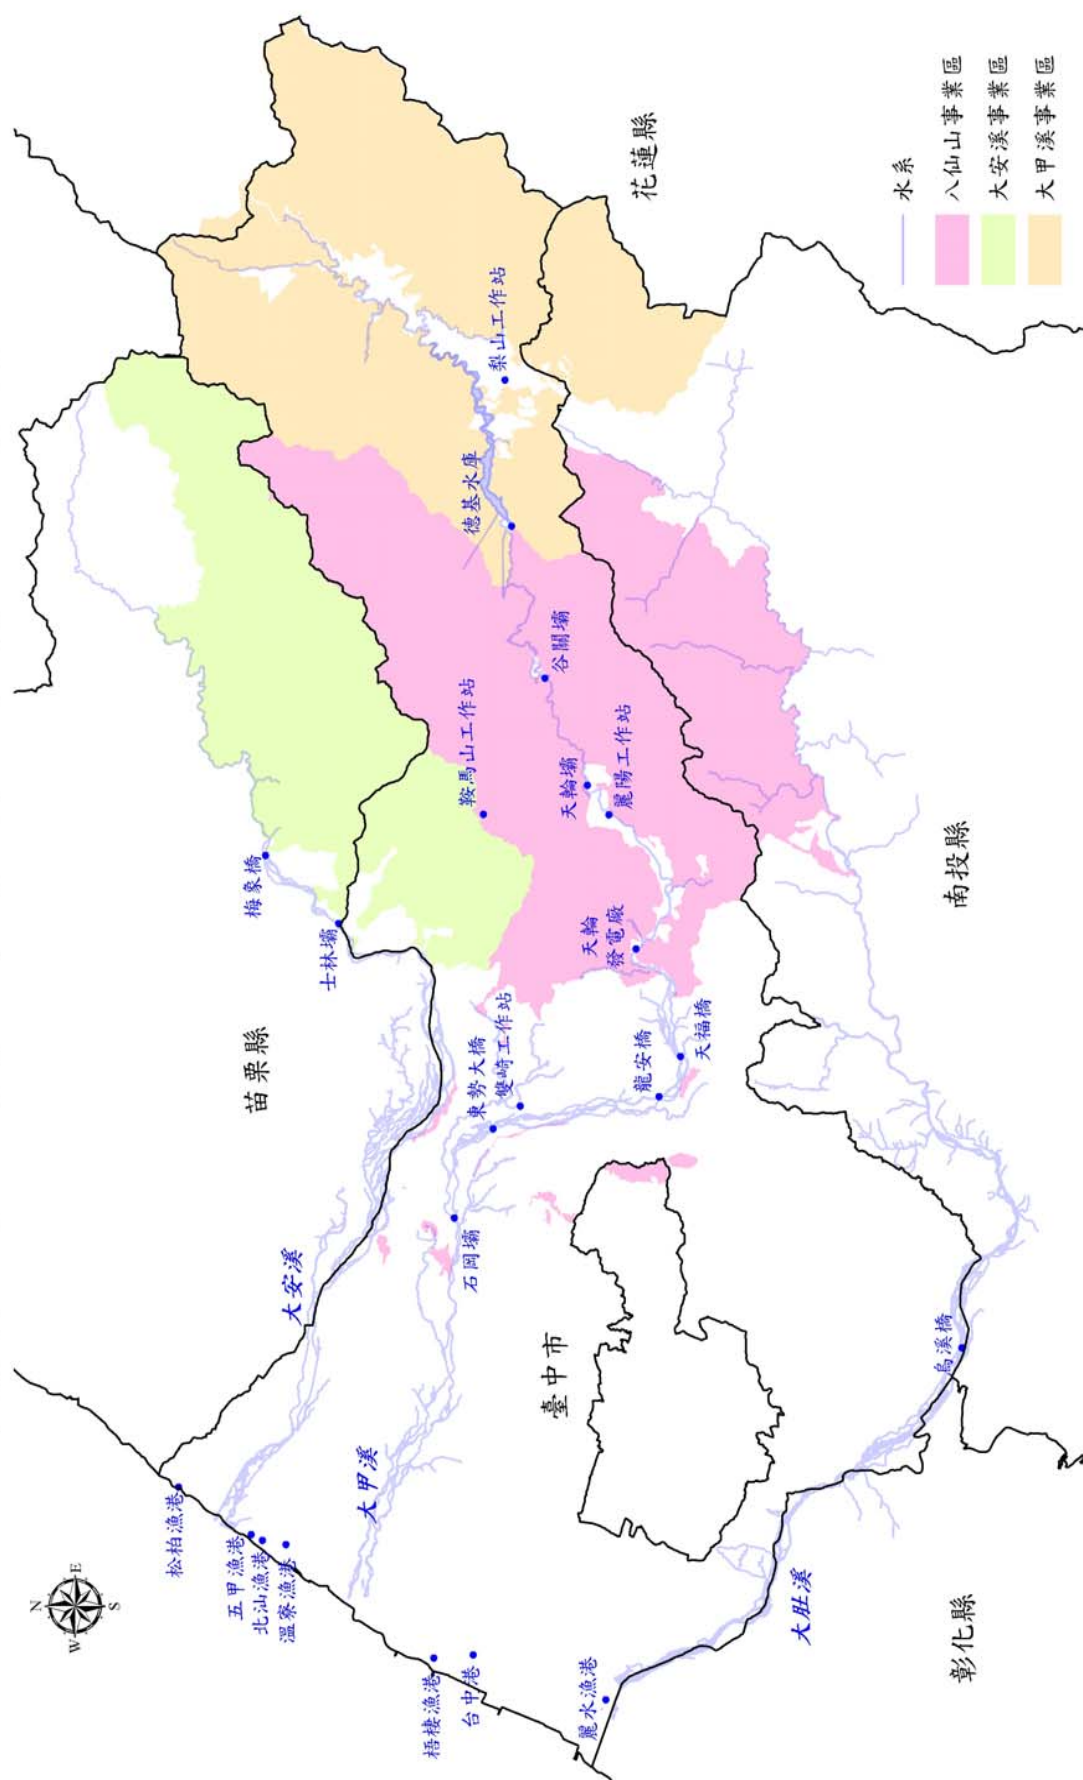 N
E
S
W
松柏漁港
五甲漁港
北汕漁港
溫寮漁港
梧棲漁港
台中港
麗水漁港
大安溪
大甲溪
大肚溪
苗栗縣
臺中市
彰化縣
南投縣
花蓮縣
梅象橋
士林壩
鞍馬山工作站
東勢大橋
雙崎工作站
石岡壩
龍安橋
天福橋
天輪
發電廠
天輪壩
麗陽工作站
谷關壩
德基水庫
梨山工作站
烏溪橋
水系
八仙山事業區
大安溪事業區
大甲溪事業區